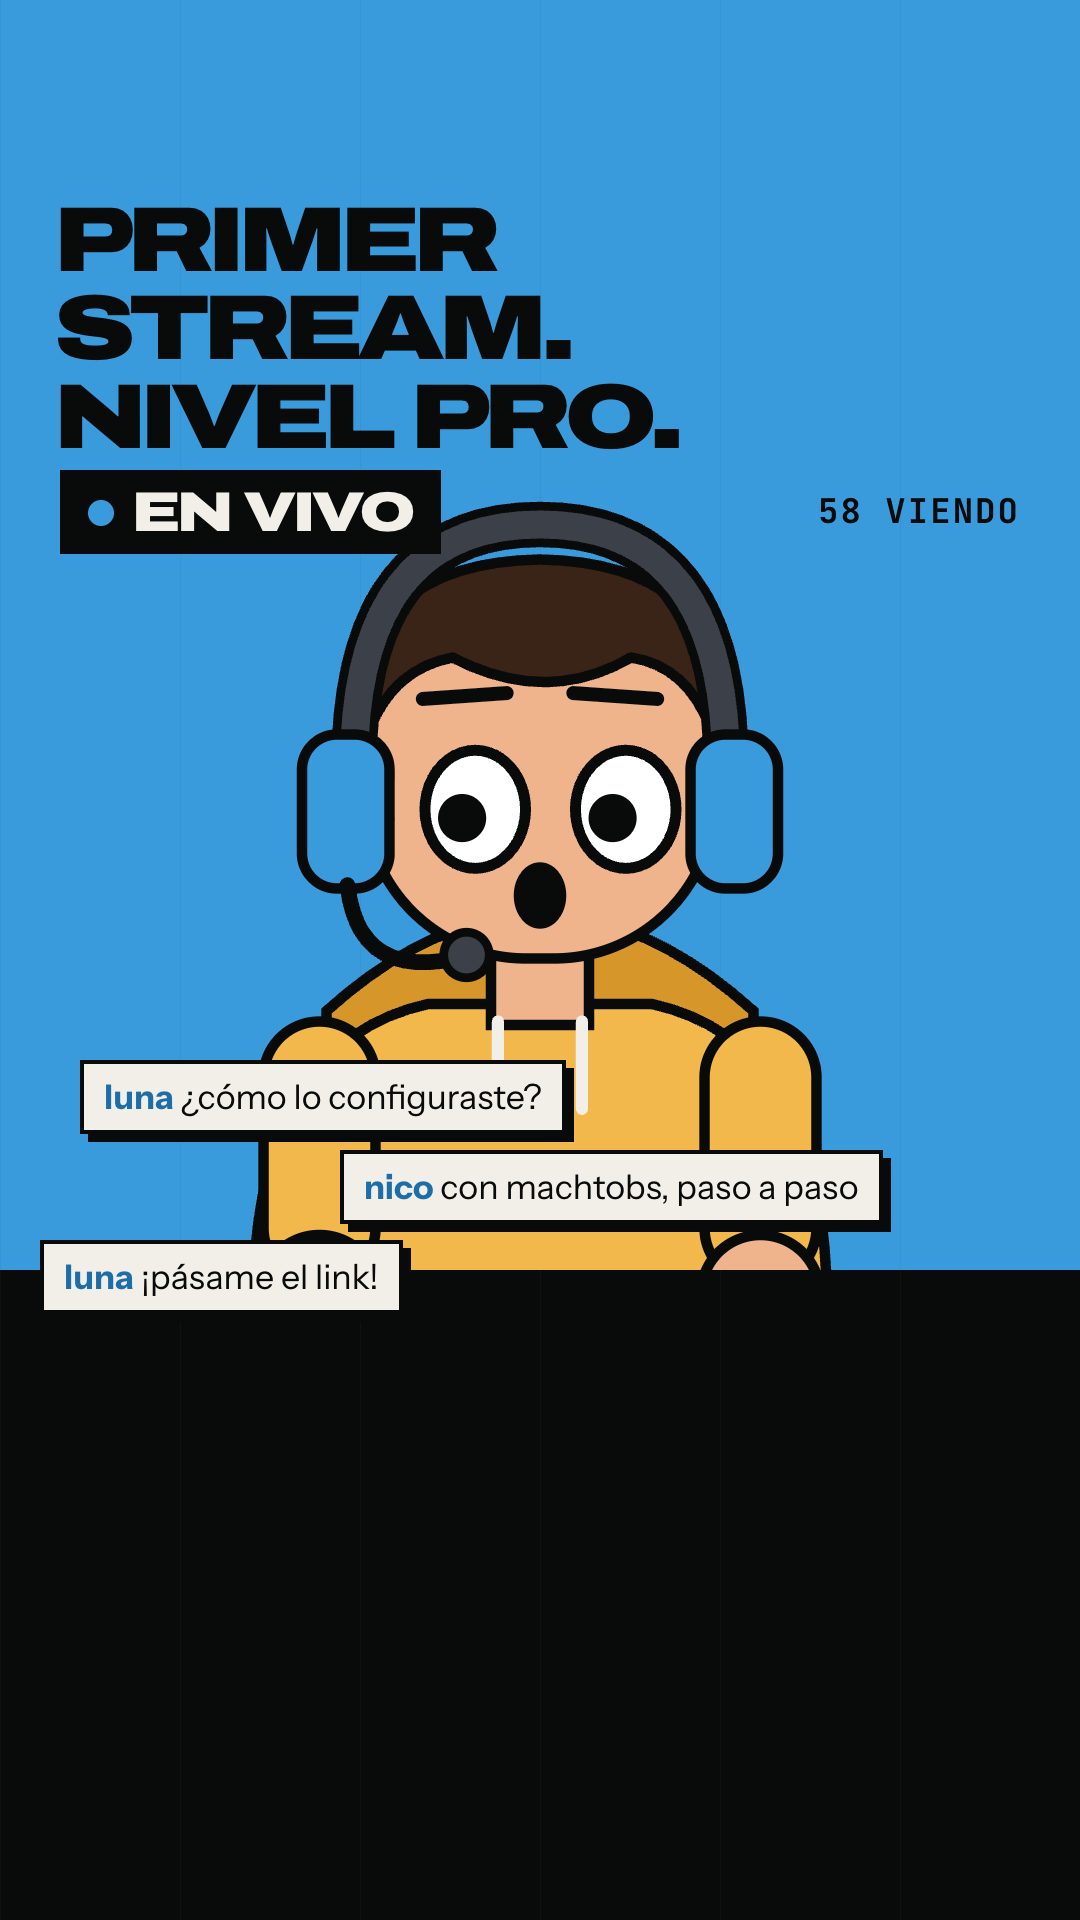 PRIMER
STREAM.
NIVEL PRO.
EN VIVO
58 VIENDO
luna ¿cómo lo configuraste?
nico con machtobs, paso a paso
luna ¡pásame el link!